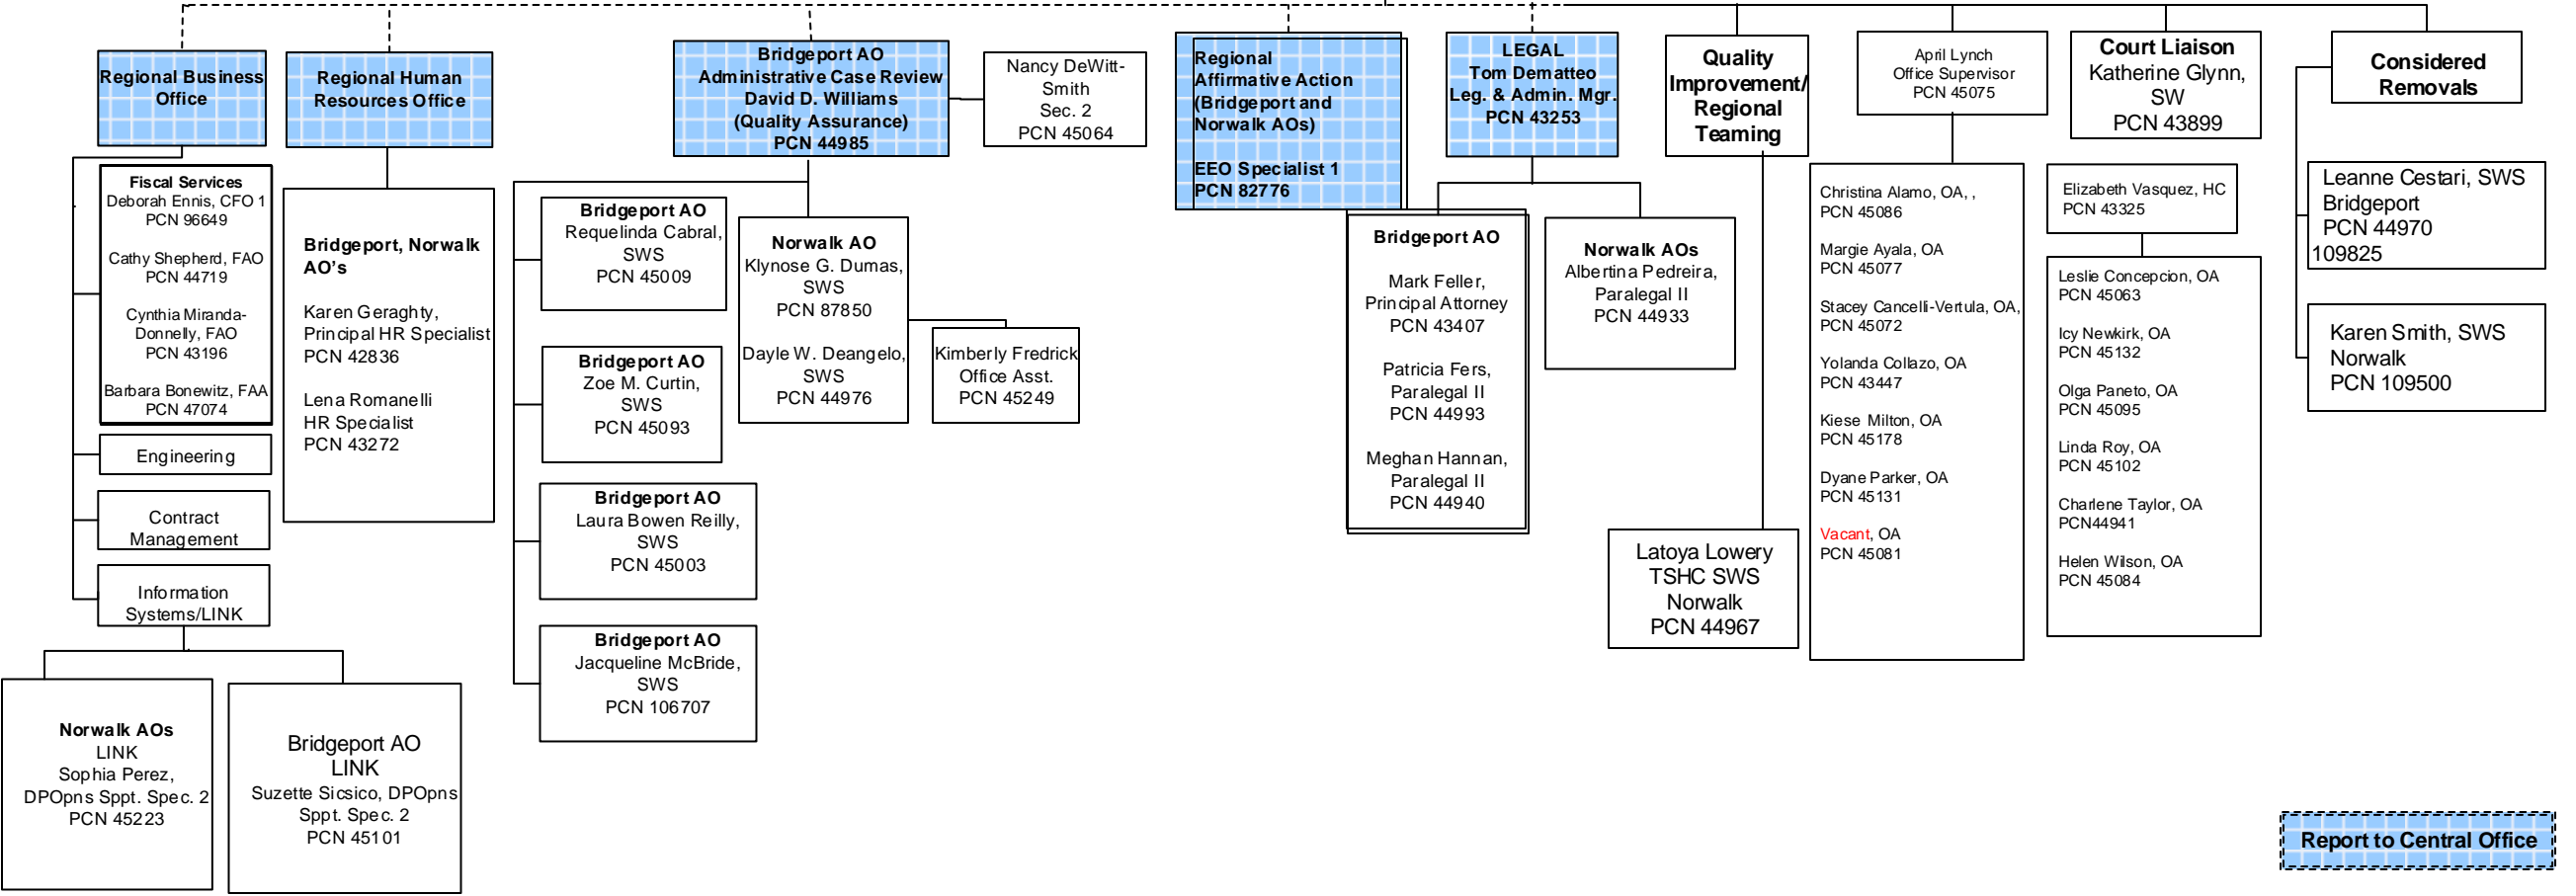 Regional Business
Office
Regional Human
Resources Office
Bridgeport AO
Administrative Case Review
David D. Williams
(Quality Assurance)
PCN 44985
Nancy DeWitt-
Smith
Sec. 2
PCN 45064
Regional
Affirmative Action
(Bridgeport and
Norwalk AOs)
EEO Specialist 1
PCN 82776
LEGAL
Tom Dematteo
Leg. & Admin. Mgr.
PCN 43253
Quality
Improvement/
Regional
Teaming
April Lynch
Office Supervisor
PCN 45075
Court Liaison
Katherine Glynn,
SW
PCN 43899
Considered
Removals
Fiscal Services
Deborah Ennis, CFO 1
PCN 96649
Cathy Shepherd, FAO
PCN 44719
Cynthia Miranda-
Donnelly, FAO
PCN 43196
Barbara Bonewitz, FAA
PCN 47074
Engineering
Contract
Management
Information
Systems/LINK
Norwalk AOs
LINK
Sophia Perez,
DPOpns Sppt. Spec. 2
PCN 45223
Bridgeport AO
LINK
Suzette Sicsico, DPOpns
Sppt. Spec. 2
PCN 45101
Bridgeport, Norwalk
AO's
Karen Geraghty,
Principal HR Specialist
PCN 42836
Lena Romanelli
HR Specialist
PCN 43272
Bridgeport AO
Requelinda Cabral,
SWS
PCN 45009
Bridgeport AO
Zoe M. Curtin,
SWS
PCN 45093
Bridgeport AO
Laura Bowen Reilly,
SWS
PCN 45003
Bridgeport AO
Jacqueline McBride,
SWS
PCN 106707
Norwalk AO
Klynose G. Dumas,
SWS
PCN 87850
Dayle W. Deangelo,
SWS
PCN 44976
Kimberly Fredrick
Office Asst.
PCN 45249
Bridgeport AO
Mark Feller,
Principal Attorney
PCN 43407
Patricia Fers,
Paralegal II
PCN 44993
Meghan Hannan,
Paralegal II
PCN 44940
Norwalk AOs
Albertina Pedreira,
Paralegal II
PCN 44933
Latoya Lowery
TSHC SWS
Norwalk
PCN 44967
Christina Alamo, OA, ,
PCN 45086
Margie Ayala, OA
PCN 45077
Stacey Cancelli-Vertula, OA,
PCN 45072
Yolanda Collazo, OA
PCN 43447
Kiese Milton, OA
PCN 45178
Dyane Parker, OA
PCN 45131
Vacant, OA
PCN 45081
Elizabeth Vasquez, HC
PCN 43325
Leslie Concepcion, OA
PCN 45063
Icy Newkirk, OA
PCN 45132
Olga Paneto, OA
PCN 45095
Linda Roy, OA
PCN 45102
Charlene Taylor, OA
PCN44941
Helen Wilson, OA
PCN 45084
Leanne Cestari, SWS
Bridgeport
PCN 44970
109825
Karen Smith, SWS
Norwalk
PCN 109500
Report to Central Office